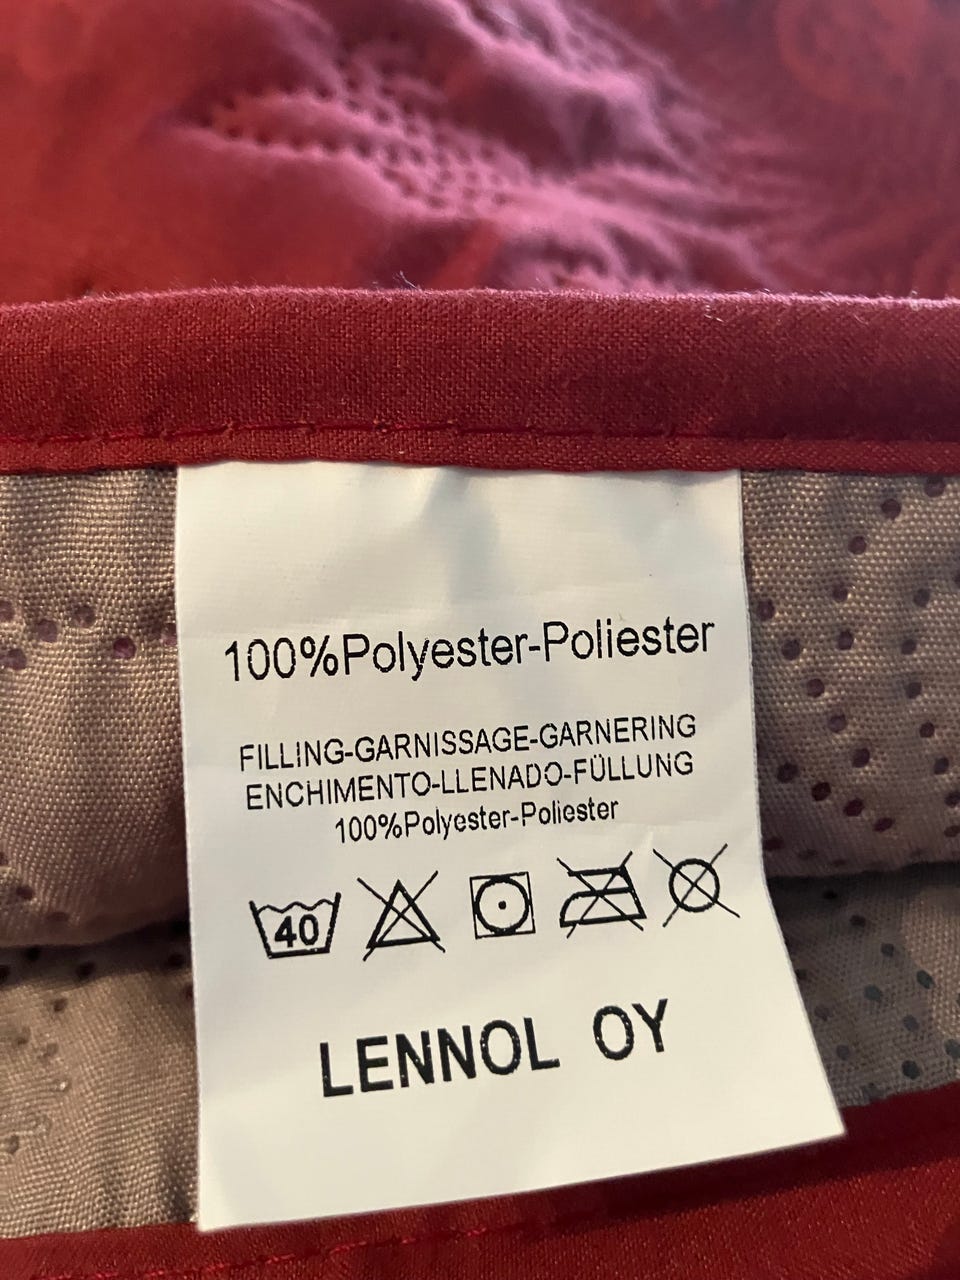 100%Polyester-Poliester
FILLING-GARNISSAGE-GARNERING
ENCHIMENTO-LLENADO-FÜLLUNG
100%Polyester-Poliester
40
LENNOL OY